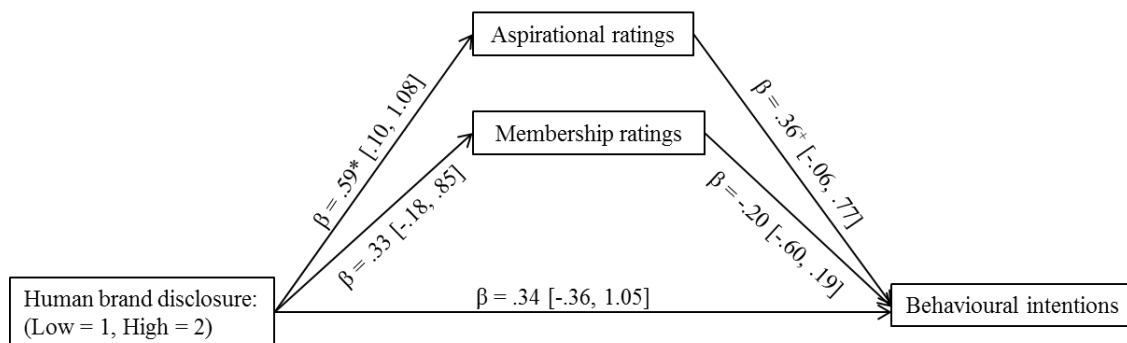 Aspirational ratings
β = .59* [.10, 1.08]
β = .36⁺ [-.06, .77]
Membership ratings
β = .33 [-.18, .85]
β = -.20 [-.60, .19]
Human brand disclosure:
(Low = 1, High = 2)
β = .34 [-.36, 1.05]
Behavioural intentions